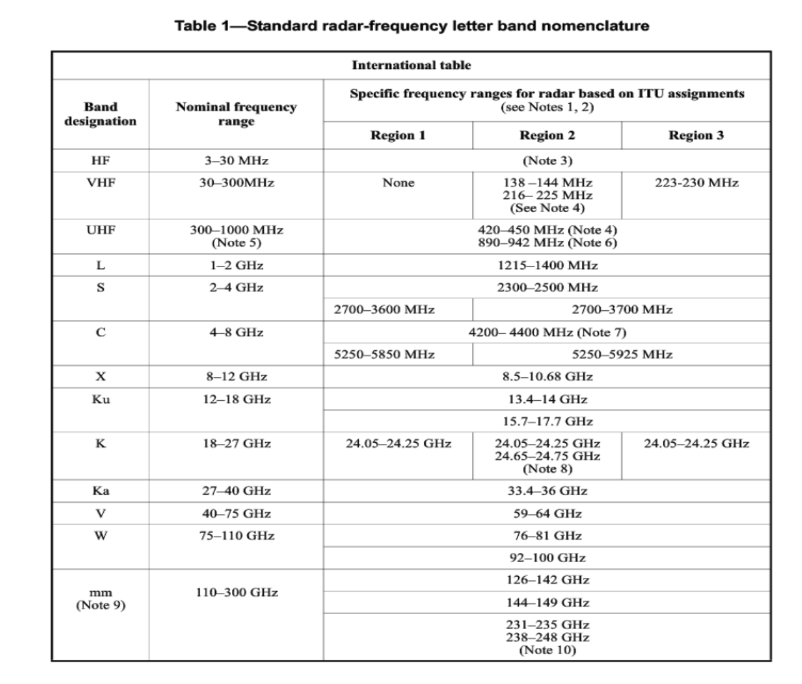 Table 1—Standard radar-frequency letter band nomenclature
International table
Band designation
Nominal frequency range
Specific frequency ranges for radar based on ITU assignments
(see Notes 1, 2)
Region 1 Region 2 Region 3
HF 3–30 MHz (Note 3)
VHF 30–300MHz None 138 –144 MHz 223-230 MHz
216– 225 MHz
(See Note 4)
UHF 300–1000 MHz 420–450 MHz (Note 4)
(Note 5) 890–942 MHz (Note 6)
L 1–2 GHz 1215–1400 MHz
S 2–4 GHz 2300–2500 MHz
2700–3600 MHz 2700–3700 MHz
C 4–8 GHz 4200– 4400 MHz (Note 7)
5250–5850 MHz 5250–5925 MHz
X 8–12 GHz 8.5–10.68 GHz
Ku 12–18 GHz 13.4–14 GHz
15.7–17.7 GHz
K 18–27 GHz 24.05–24.25 GHz 24.05–24.25 GHz 24.05–24.25 GHz
24.65–24.75 GHz
(Note 8)
Ka 27–40 GHz 33.4–36 GHz
V 40–75 GHz 59–64 GHz
W 75–110 GHz 76–81 GHz
92–100 GHz
mm 110–300 GHz 126–142 GHz
(Note 9) 144–149 GHz
231–235 GHz
238–248 GHz
(Note 10)